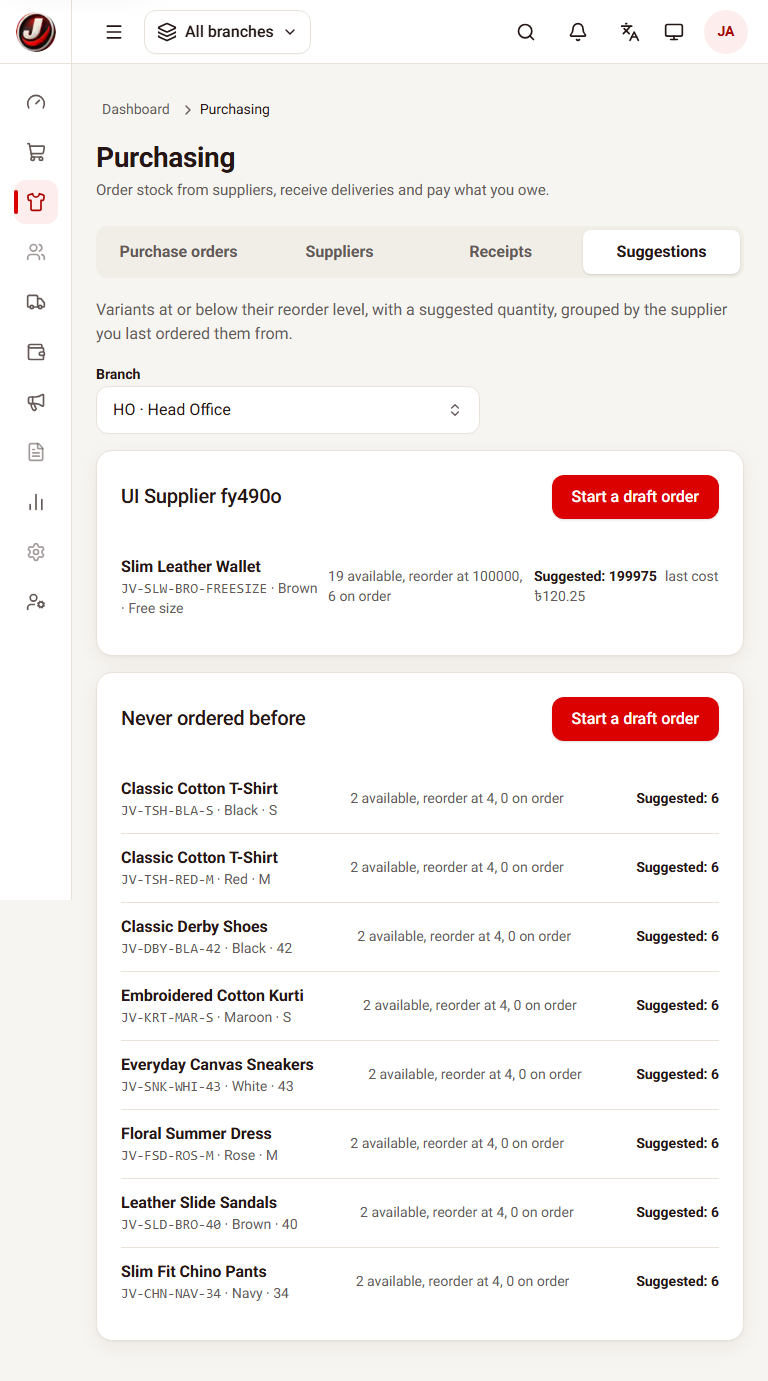 J
All branches
JA
Dashboard > Purchasing
Purchasing
Order stock from suppliers, receive deliveries and pay what you owe.
Purchase orders
Suppliers
Receipts
Suggestions
Variants at or below their reorder level, with a suggested quantity, grouped by the supplier
you last ordered them from.
Branch
HO · Head Office
UI Supplier fy490o
Start a draft order
Slim Leather Wallet
JV-SLW-BRO-FREESIZE · Brown
· Free size
19 available, reorder at 100000,
6 on order
Suggested: 199975 last cost
৳120.25
Never ordered before
Start a draft order
Classic Cotton T-Shirt
JV-TSH-BLA-S · Black · S
2 available, reorder at 4, 0 on order
Suggested: 6
Classic Cotton T-Shirt
JV-TSH-RED-M · Red · M
2 available, reorder at 4, 0 on order
Suggested: 6
Classic Derby Shoes
JV-DBY-BLA-42 · Black · 42
2 available, reorder at 4, 0 on order
Suggested: 6
Embroidered Cotton Kurti
JV-KRT-MAR-S · Maroon · S
2 available, reorder at 4, 0 on order
Suggested: 6
Everyday Canvas Sneakers
JV-SNK-WHI-43 · White · 43
2 available, reorder at 4, 0 on order
Suggested: 6
Floral Summer Dress
JV-FSD-ROS-M · Rose · M
2 available, reorder at 4, 0 on order
Suggested: 6
Leather Slide Sandals
JV-SLD-BRO-40 · Brown · 40
2 available, reorder at 4, 0 on order
Suggested: 6
Slim Fit Chino Pants
JV-CHN-NAV-34 · Navy · 34
2 available, reorder at 4, 0 on order
Suggested: 6